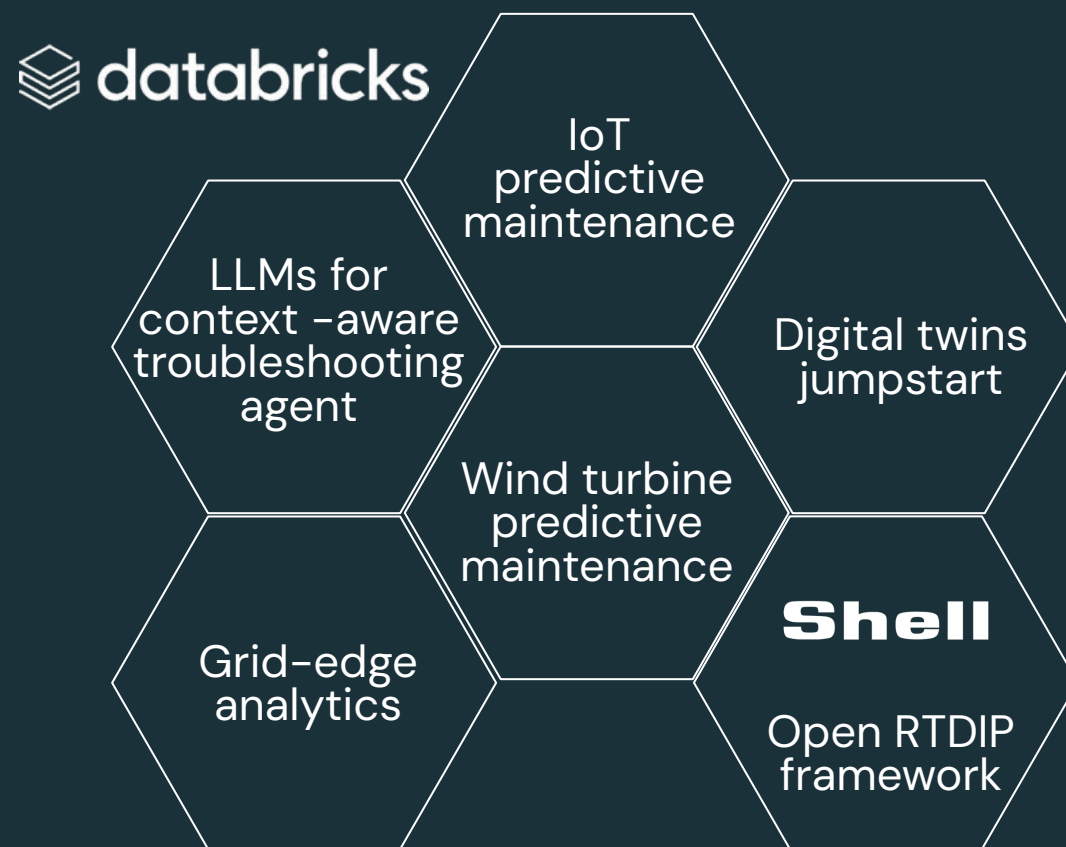 databricks
IoT
predictive
maintenance
LLMs for
context -aware
troubleshooting
agent
Digital twins
jumpstart
Wind turbine
predictive
maintenance
Grid-edge
analytics
Shell
Open RTDIP
framework